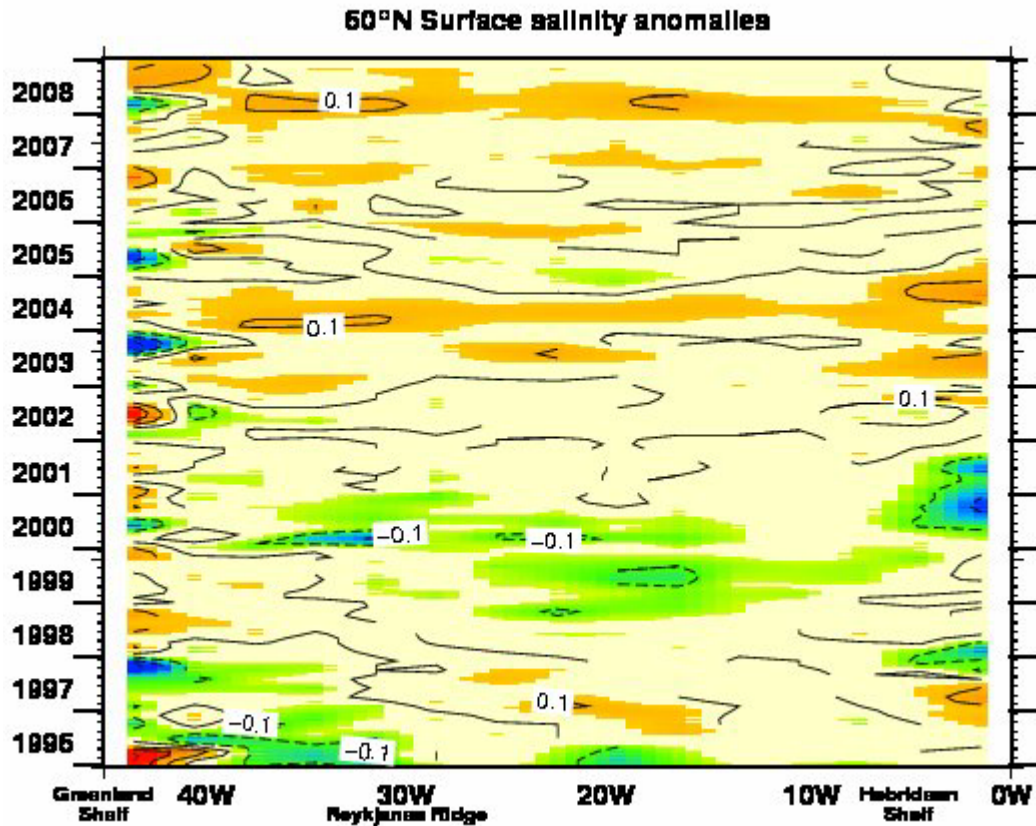 60°N Surface salinity anomalies
2008
0.1
2007
2006
2005
2004
0.1
2003
0.1
2002
2001
2000
−0.1
−0.1
1999
1998
1997
0.1
−0.1
−0.1
1996
Greenland Shelf
40W
30W
Reykjanes Ridge
20W
10W
Hebridean Shelf
0W